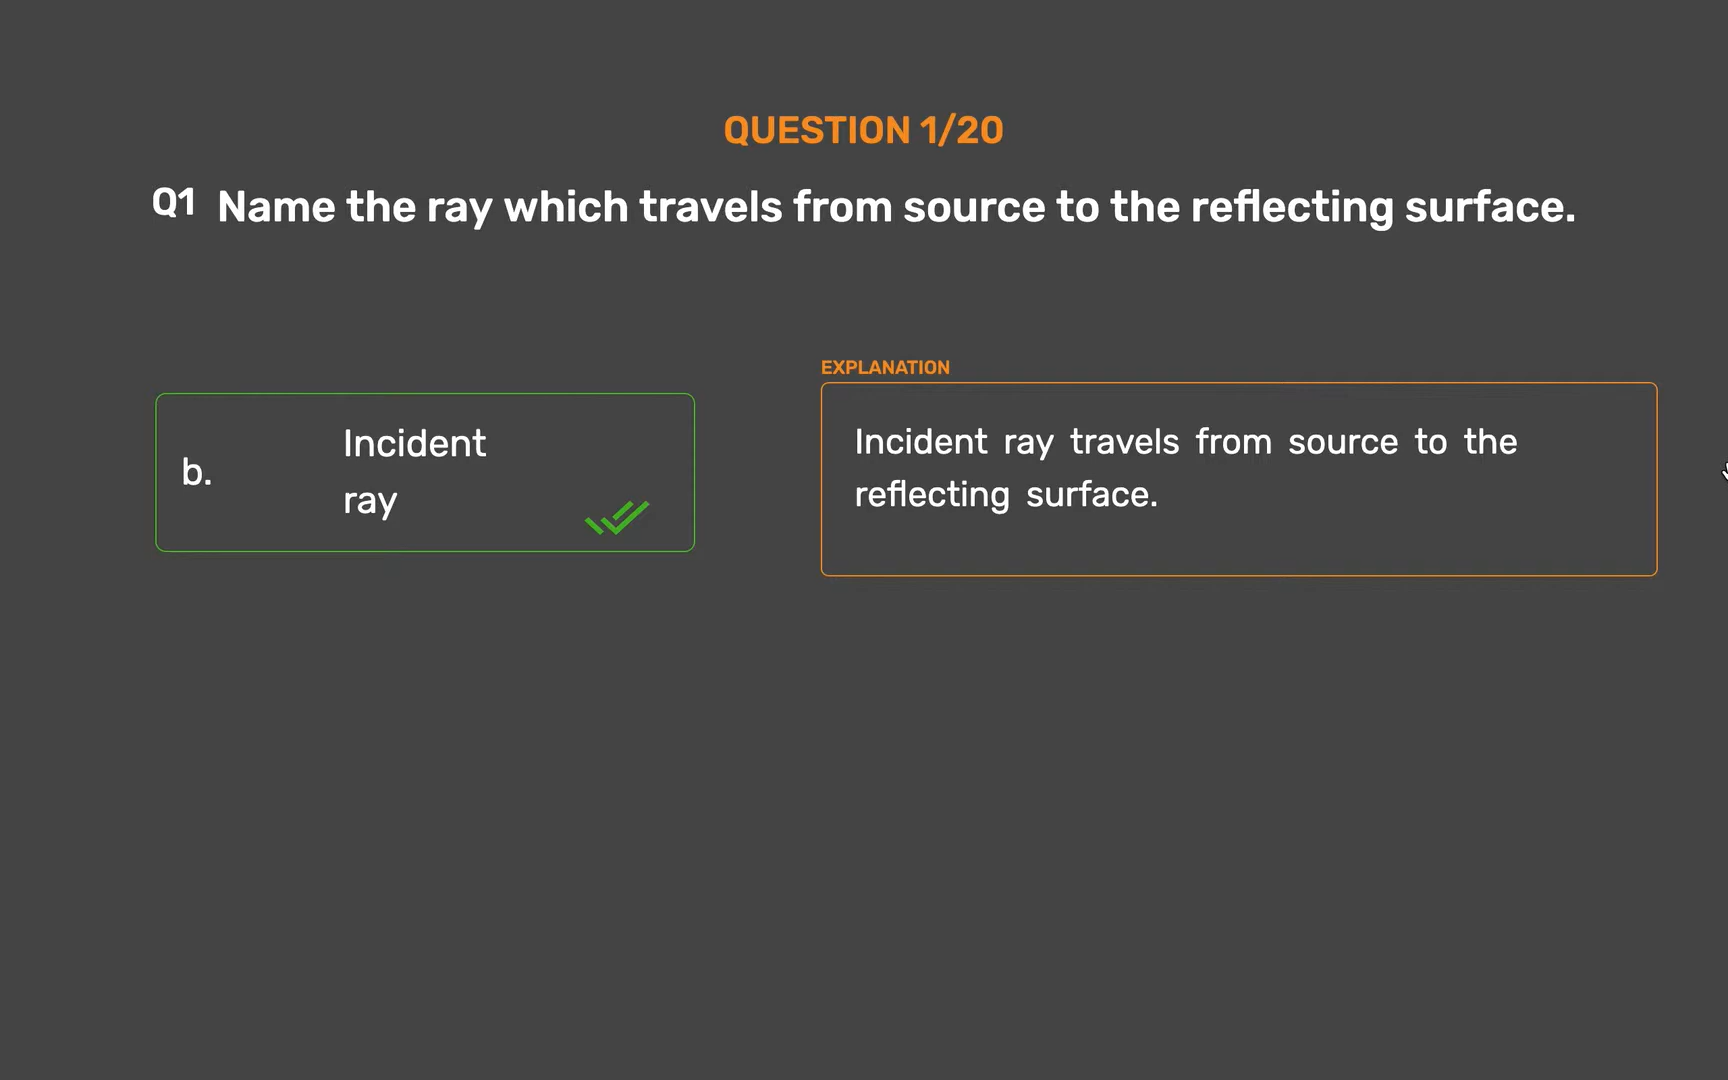 QUESTION 1/20
Q1 Name the ray which travels from source to the reflecting surface.
b.
Incident
ray
EXPLANATION
Incident ray travels from source to the
reflecting surface.